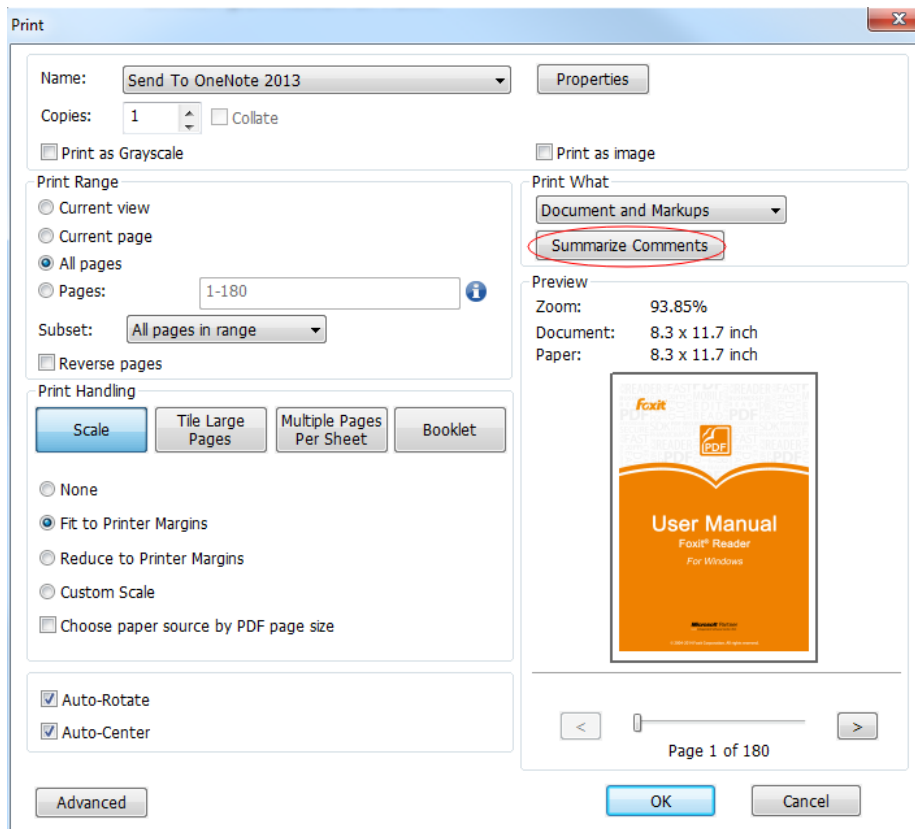 Print
Name: Send To OneNote 2013 Properties
Copies: 1 Collate
Print as Grayscale Print as image
Print Range
Current view
Current page
All pages
Pages: 1-180
Subset: All pages in range
Reverse pages
Print What
Document and Markups
Summarize Comments
Print Handling
Scale
Tile Large
Pages
Multiple Pages
Per Sheet
Booklet
None
Fit to Printer Margins
Reduce to Printer Margins
Custom Scale
Choose paper source by PDF page size
Auto-Rotate
Auto-Center
Preview
Zoom: 93.85%
Document: 8.3 x 11.7 inch
Paper: 8.3 x 11.7 inch
Foxit
PDF
User Manual
Foxit® Reader
For Windows
Microsoft Partner
< >
Page 1 of 180
Advanced OK Cancel